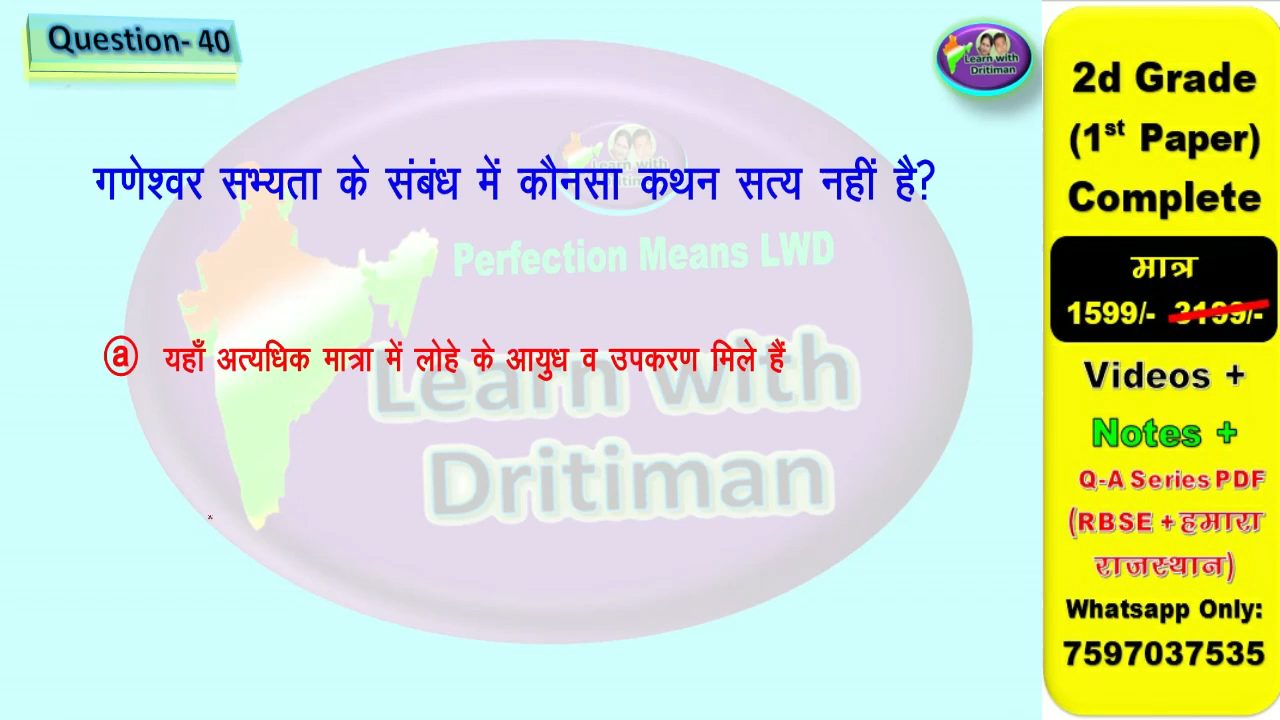 Question- 40
Learn with
Dritiman
गणेश्वर सभ्यता के संबंध में कौनसा कथन सत्य नहीं है?
Learn with
Perfection Means LWD
ⓐ यहाँ अत्यधिक मात्रा में लोहे के आयुध व उपकरण मिले हैं
Learn with
Dritiman
2d Grade
(1st Paper)
Complete
मात्र
1599/- 3199/-
Videos +
Notes +
Q-A Series PDF
(RBSE + हमारा
राजस्थान)
Whatsapp Only:
7597037535